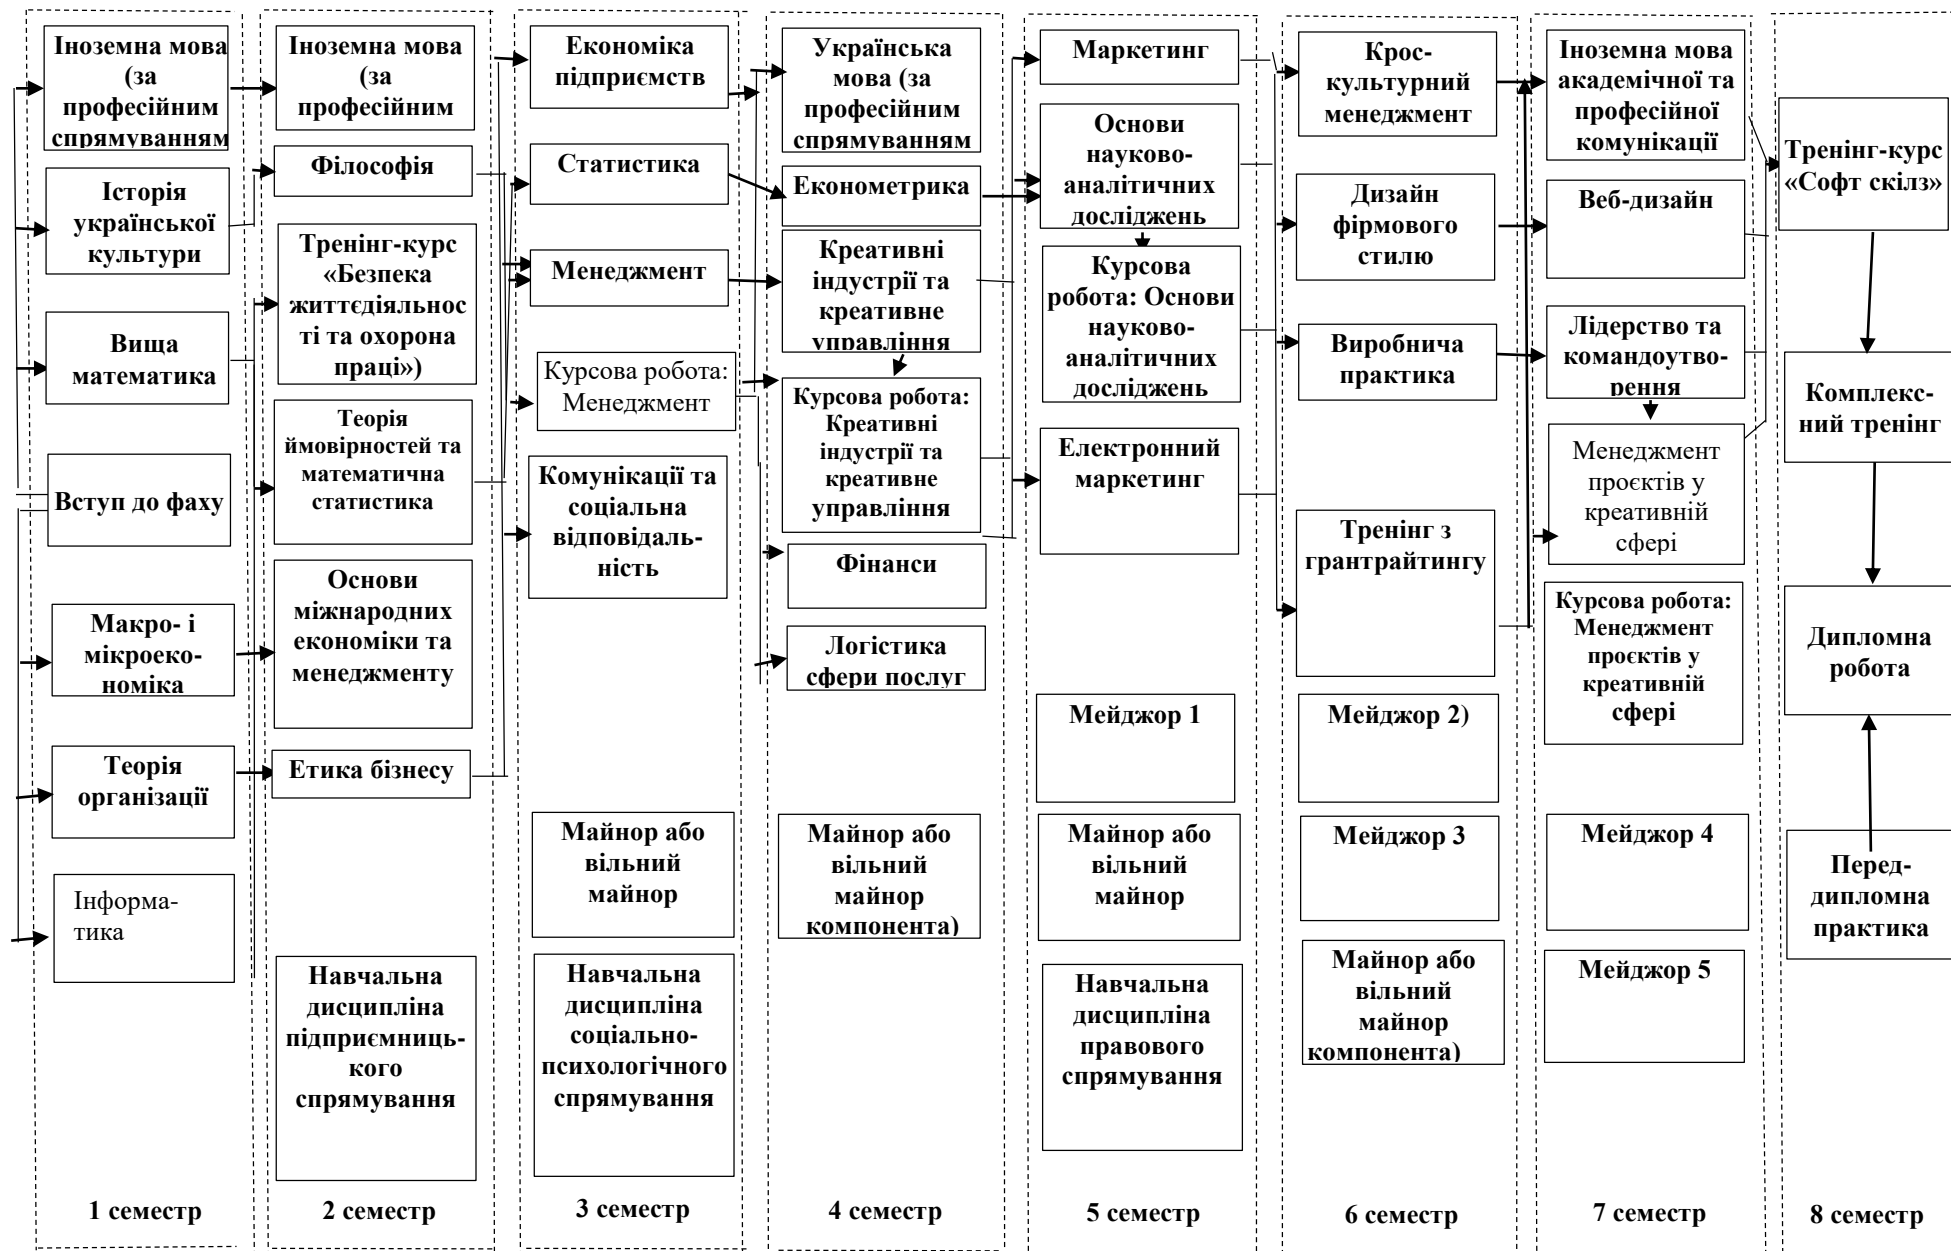 Іноземна мова
(за
професійним
спрямуванням
Історія
української
культури
Вища
математика
Вступ до фаху
Макро- і
мікроеко-
номіка
Теорія
організації
Інформа-
тика
1 семестр
Іноземна мова
(за
професійним
Філософія
Тренінг-курс
«Безпека
життєдіяльнос
ті та охорона
праці»)
Теорія
ймовірностей та
математична
статистика
Основи
міжнародних
економіки та
менеджменту
Етика бізнесу
Навчальна
дисципліна
підприємниць-
кого
спрямування
2 семестр
Економіка
підприємств
Статистика
Менеджмент
Курсова робота:
Менеджмент
Комунікації та
соціальна
відповідаль-
ність
Майнор або
вільний
майнор
Навчальна
дисципліна
соціально-
психологічного
спрямування
3 семестр
Українська
мова (за
професійним
спрямуванням
Економетрика
Креативні
індустрії та
креативне
управління
Курсова робота:
Креативні
індустрії та
креативне
управління
Фінанси
Логістика
сфери послуг
Майнор або
вільний
майнор
компонента)
4 семестр
Маркетинг
Основи
науково-
аналітичних
досліджень
Курсова
робота: Основи
науково-
аналітичних
досліджень
Електронний
маркетинг
Мейджор 1
Майнор або
вільний
майнор
Навчальна
дисципліна
правового
спрямування
5 семестр
Крос-
культурний
менеджмент
Дизайн
фірмового
стилю
Виробнича
практика
Тренінг з
грантрайтингу
Мейджор 2)
Мейджор 3
Майнор або
вільний
майнор
компонента)
6 семестр
Іноземна мова
академічної та
професійної
комунікації
Веб-дизайн
Лідерство та
командоутво-
рення
Менеджмент
проєктів у
креативній
сфері
Курсова робота:
Менеджмент
проєктів у
креативній
сфері
Мейджор 4
Мейджор 5
7 семестр
Тренінг-курс
«Софт скілз»
Комплекс-
ний тренінг
Дипломна
робота
Перед-
дипломна
практика
8 семестр